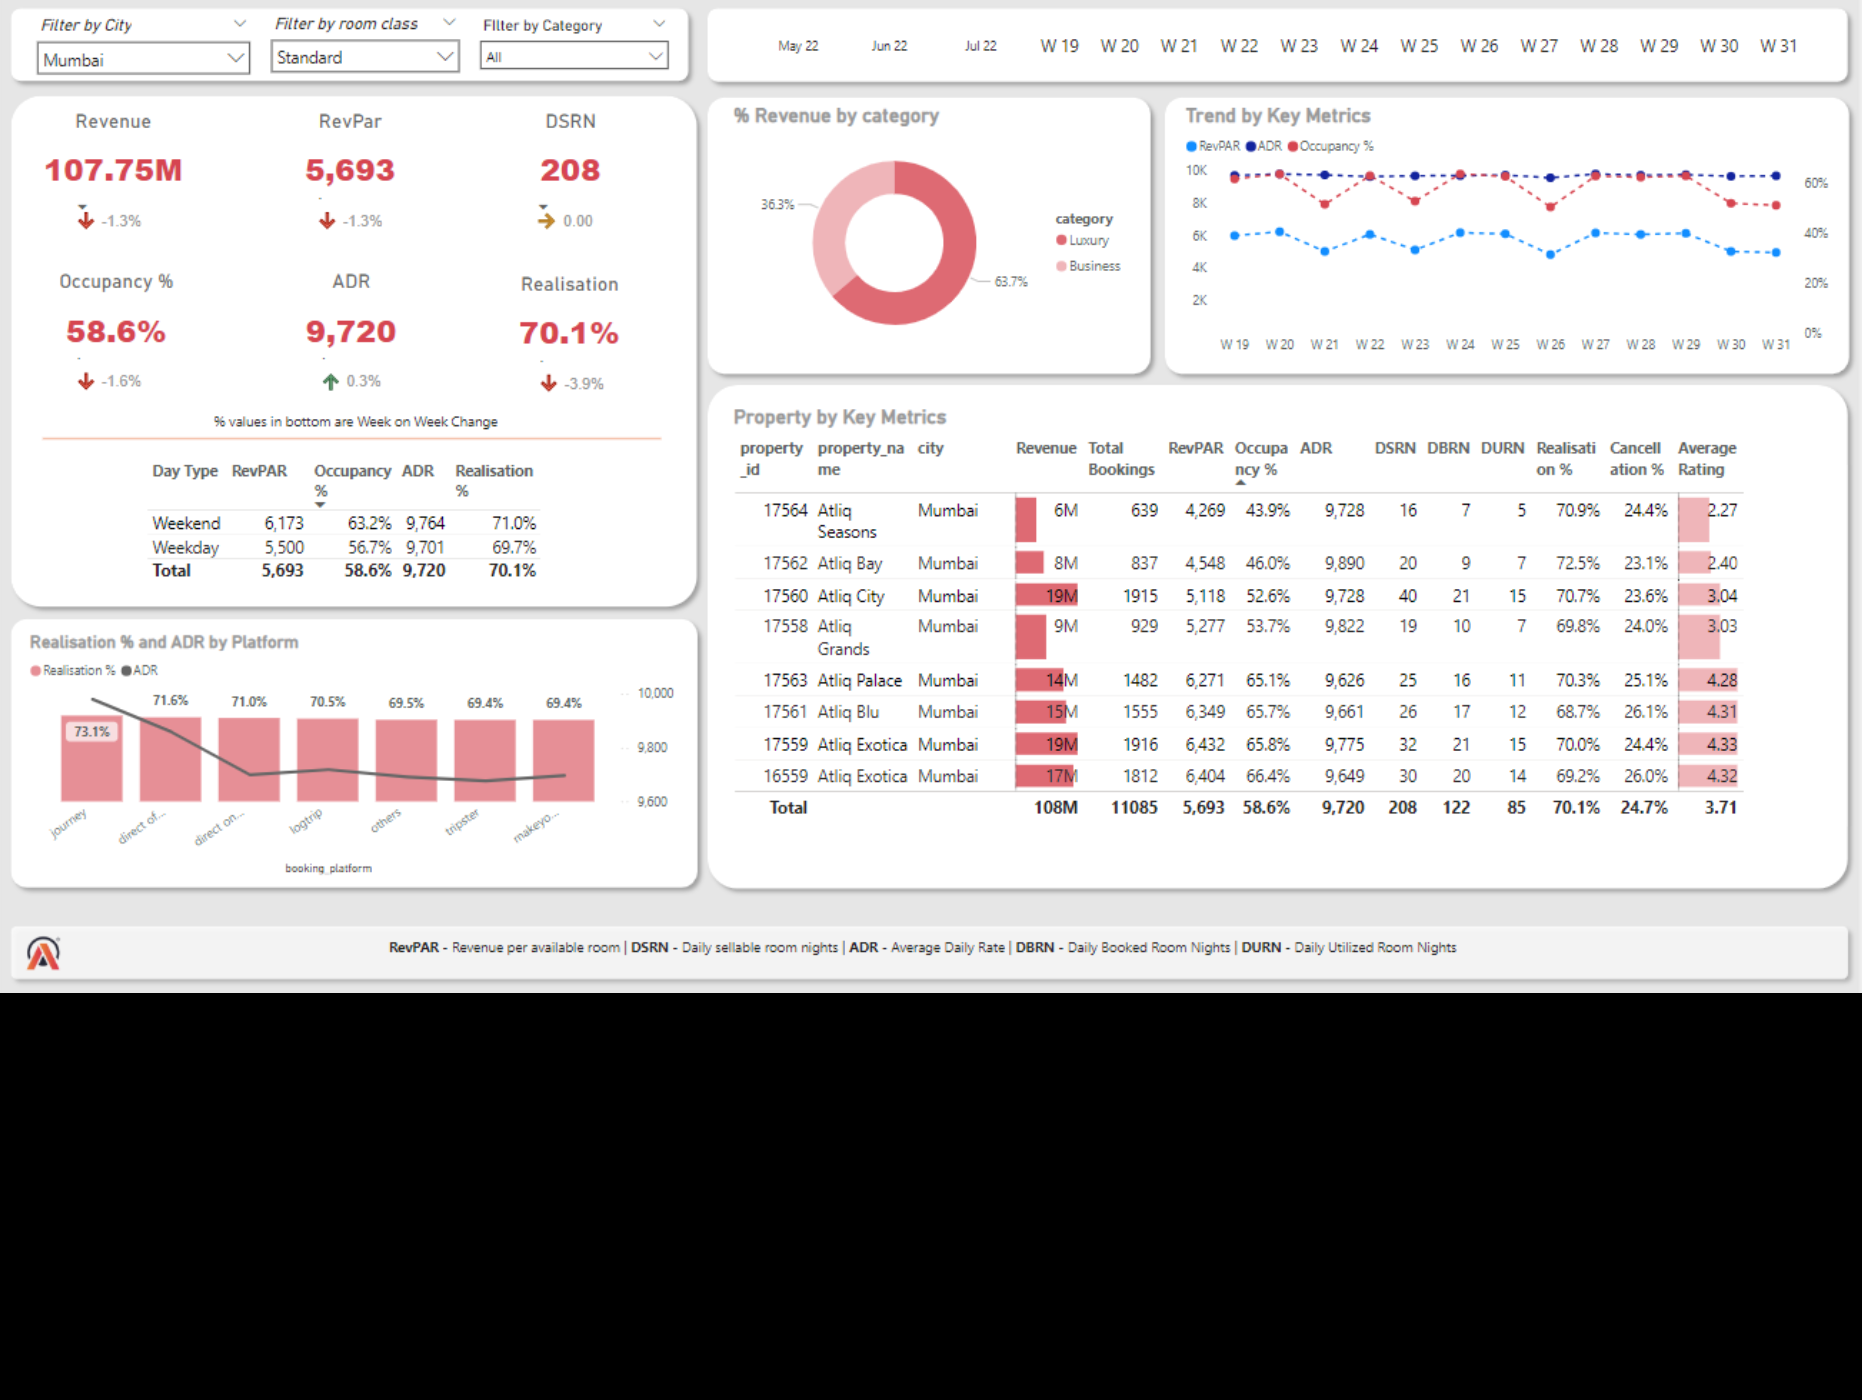 Filter by City
Filter by room class
FIlter by Category
Mumbai
Standard
All
May 22 Jun 22 Jul 22 W 19 W 20 W 21 W 22 W 23 W 24 W 25 W 26 W 27 W 28 W 29 W 30 W 31
Revenue RevPar DSRN
107.75M 5,693 208
-1.3% -1.3% 0.00
Occupancy % ADR Realisation
58.6% 9,720 70.1%
-1.6% 0.3% -3.9%
% values in bottom are Week on Week Change
Day Type RevPAR Occupancy ADR Realisation
% %
Weekend 6,173 63.2% 9,764 71.0%
Weekday 5,500 56.7% 9,701 69.7%
Total 5,693 58.6% 9,720 70.1%
% Revenue by category
36.3%
63.7%
category
Luxury
Business
Trend by Key Metrics
RevPAR ADR Occupancy %
10K
8K
6K
4K
2K
60%
40%
20%
0%
W 19 W 20 W 21 W 22 W 23 W 24 W 25 W 26 W 27 W 28 W 29 W 30 W 31
Realisation % and ADR by Platform
Realisation % ADR
73.1% 71.6% 71.0% 70.5% 69.5% 69.4% 69.4%
10,000
9,800
9,600
journey direct of... direct on... logtrip others tripster makeyo...
booking_platform
Property by Key Metrics
property property_na city Revenue Total RevPAR Occupa ADR DSRN DBRN DURN Realisati Cancell Average
_id me Bookings ncy % on % ation % Rating
17564 Atliq Mumbai 6M 639 4,269 43.9% 9,728 16 7 5 70.9% 24.4% 2.27
Seasons
17562 Atliq Bay Mumbai 8M 837 4,548 46.0% 9,890 20 9 7 72.5% 23.1% 2.40
17560 Atliq City Mumbai 19M 1915 5,118 52.6% 9,728 40 21 15 70.7% 23.6% 3.04
17558 Atliq Mumbai 9M 929 5,277 53.7% 9,822 19 10 7 69.8% 24.0% 3.03
Grands
17563 Atliq Palace Mumbai 14M 1482 6,271 65.1% 9,626 25 16 11 70.3% 25.1% 4.28
17561 Atliq Blu Mumbai 15M 1555 6,349 65.7% 9,661 26 17 12 68.7% 26.1% 4.31
17559 Atliq Exotica Mumbai 19M 1916 6,432 65.8% 9,775 32 21 15 70.0% 24.4% 4.33
16559 Atliq Exotica Mumbai 17M 1812 6,404 66.4% 9,649 30 20 14 69.2% 26.0% 4.32
Total 108M 11085 5,693 58.6% 9,720 208 122 85 70.1% 24.7% 3.71
RevPAR - Revenue per available room | DSRN - Daily sellable room nights | ADR - Average Daily Rate | DBRN - Daily Booked Room Nights | DURN - Daily Utilized Room Nights